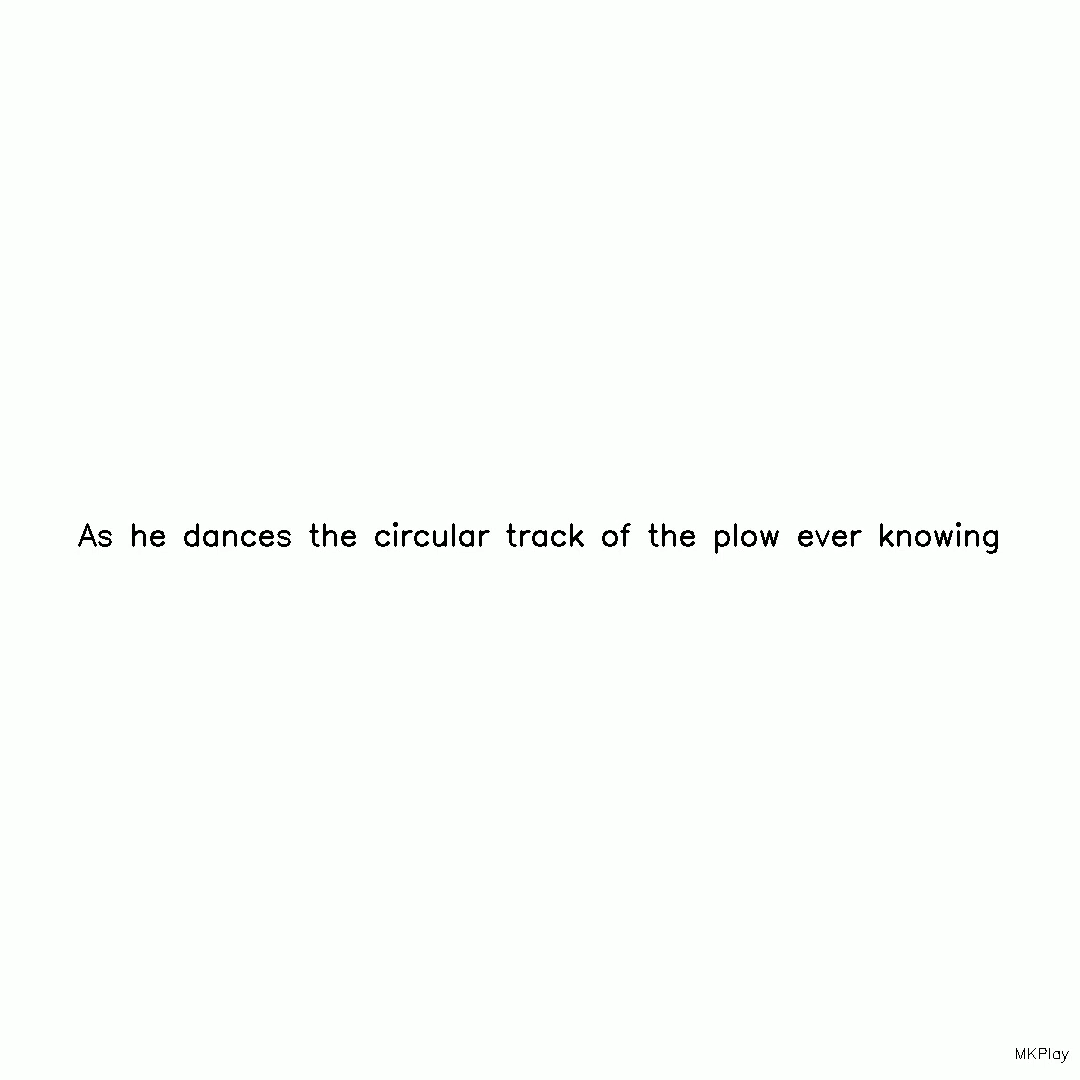 As he dances the circular track of the plow ever knowing
MKPlay